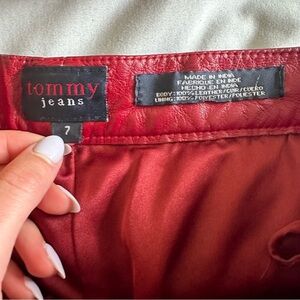 tommy
jeans
7
MADE IN INDIA
FABRIQUE EN INDE
HECHO EN INDIA
BODY:100%LEATHER/CUIR/CUERO
LINING:100%POLYESTER/POLIESTER